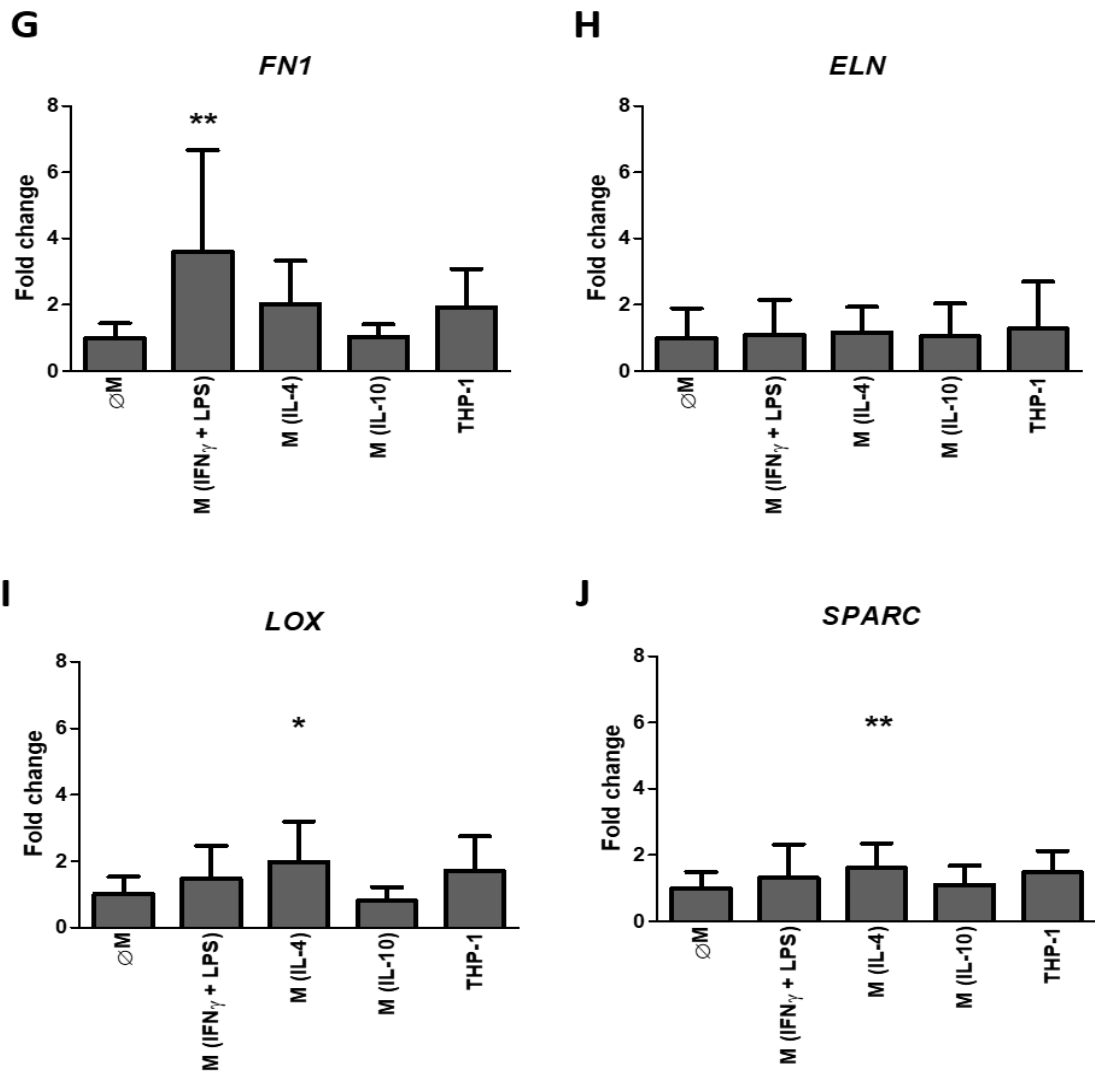 G
FN1
Fold change
8
6
4
2
0
**
∅M
M (IFNγ + LPS)
M (IL-4)
M (IL-10)
THP-1
H
ELN
Fold change
8
6
4
2
0
∅M
M (IFNγ + LPS)
M (IL-4)
M (IL-10)
THP-1
I
LOX
Fold change
8
6
4
2
0
*
∅M
M (IFNγ + LPS)
M (IL-4)
M (IL-10)
THP-1
J
SPARC
Fold change
8
6
4
2
0
**
∅M
M (IFNγ + LPS)
M (IL-4)
M (IL-10)
THP-1